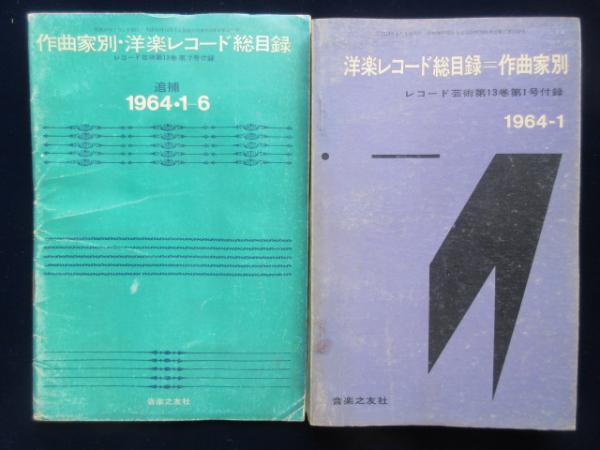 作曲家別・洋楽レコード総目録
レコード芸術第13巻第7号付録
追補
1964・1-6
音楽之友社
洋楽レコード総目録=作曲家別
レコード芸術第13巻第1号付録
1964-1
音楽之友社